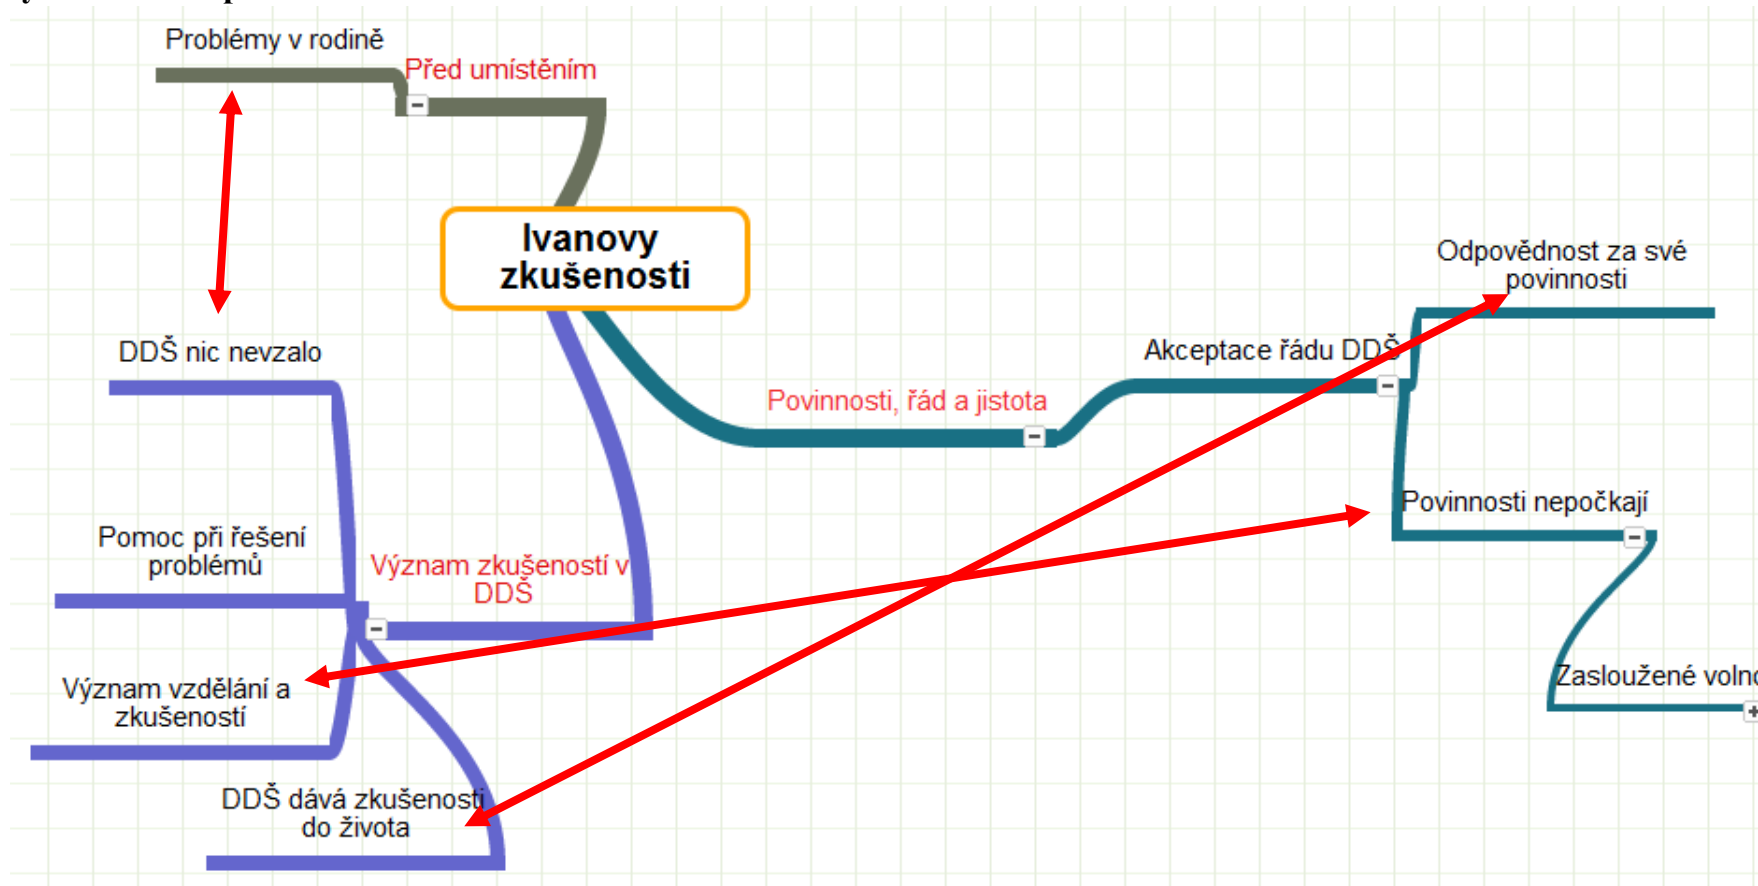 Problémy v rodině
Před umístěním
Ivanovy
zkušenosti
Odpovědnost za své
povinnosti
DDŠ nic nevzalo
Akceptace řádu DDŠ
Povinnosti, řád a jistota
Povinnosti nepočkají
Pomoc při řešení
problémů
Význam zkušeností v
DDŠ
Význam vzdělání a
zkušeností
Zasloužené
DDŠ dává zkušenosti
do života